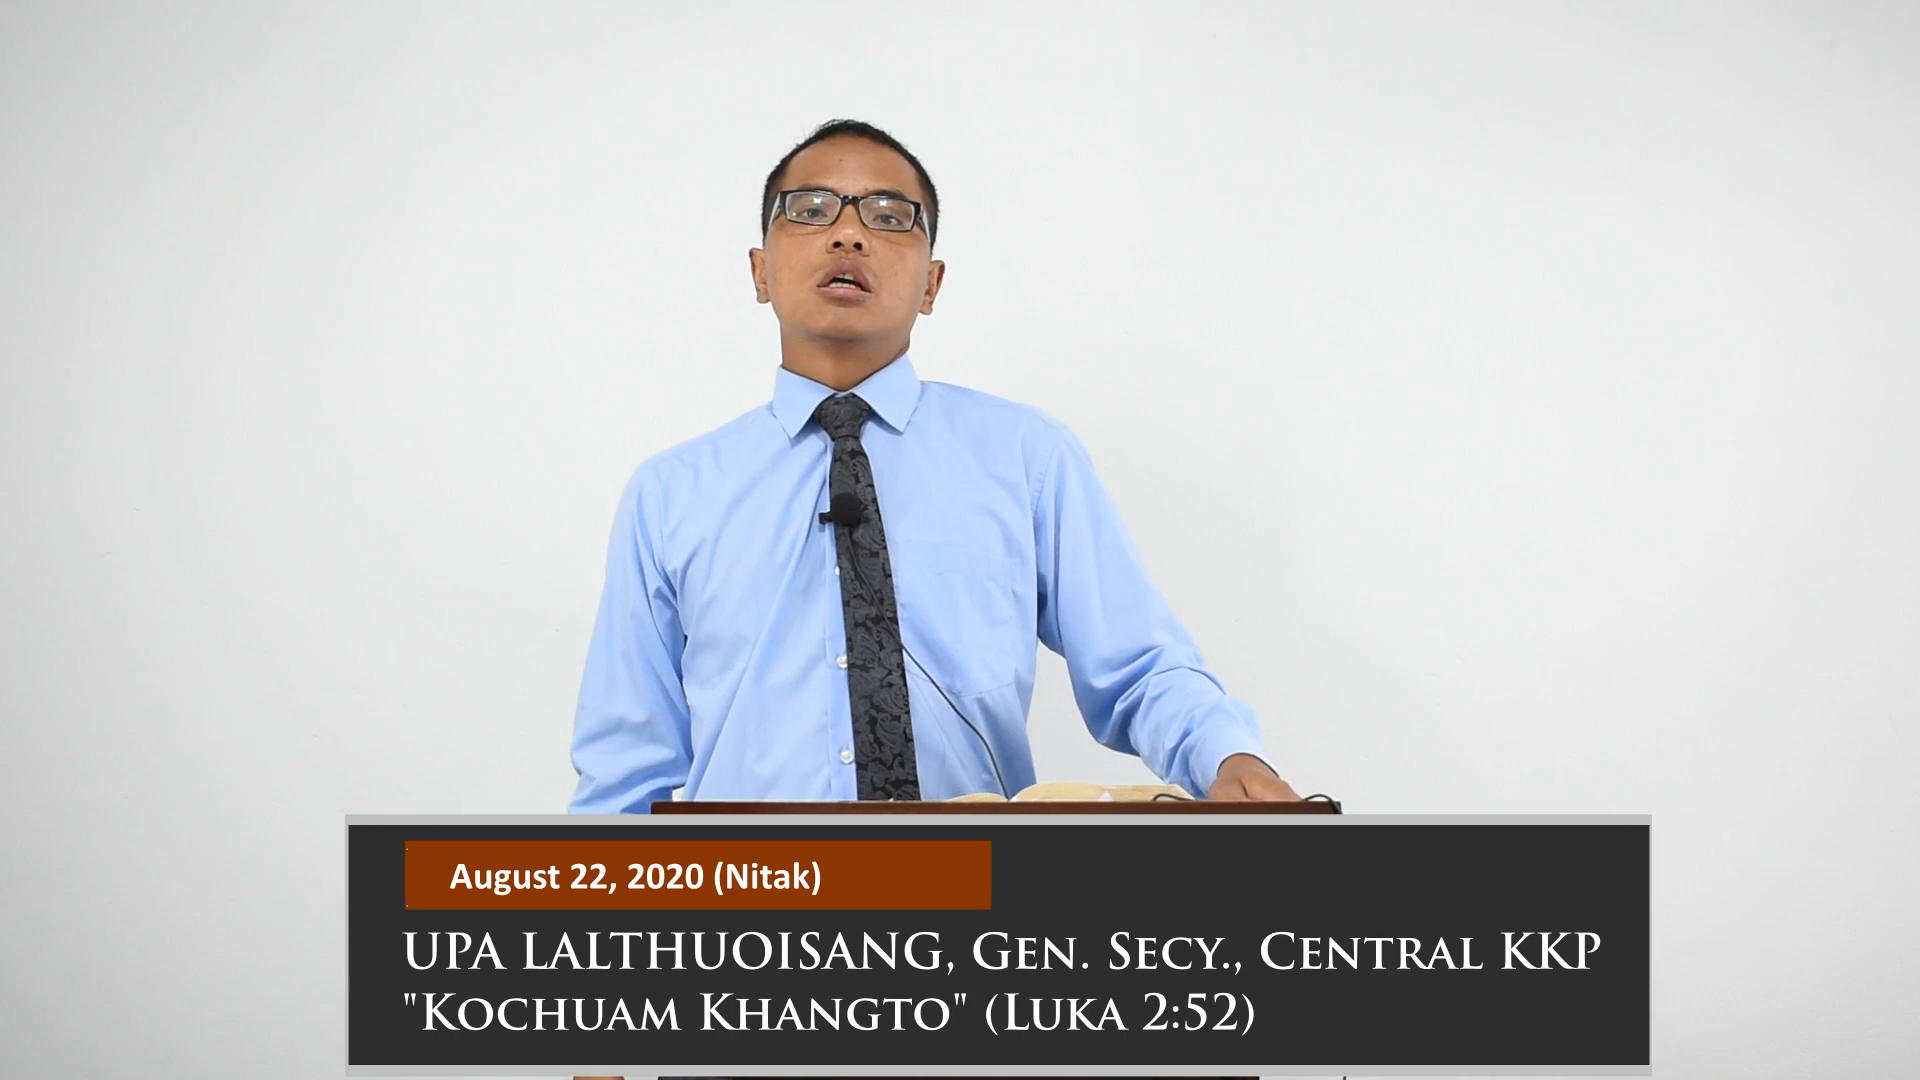 August 22, 2020 (Nitak)
UPA LALTHUOISANG, GEN. SECY., CENTRAL KKP
"KOCHUAM KHANGTO" (LUKA 2:52)